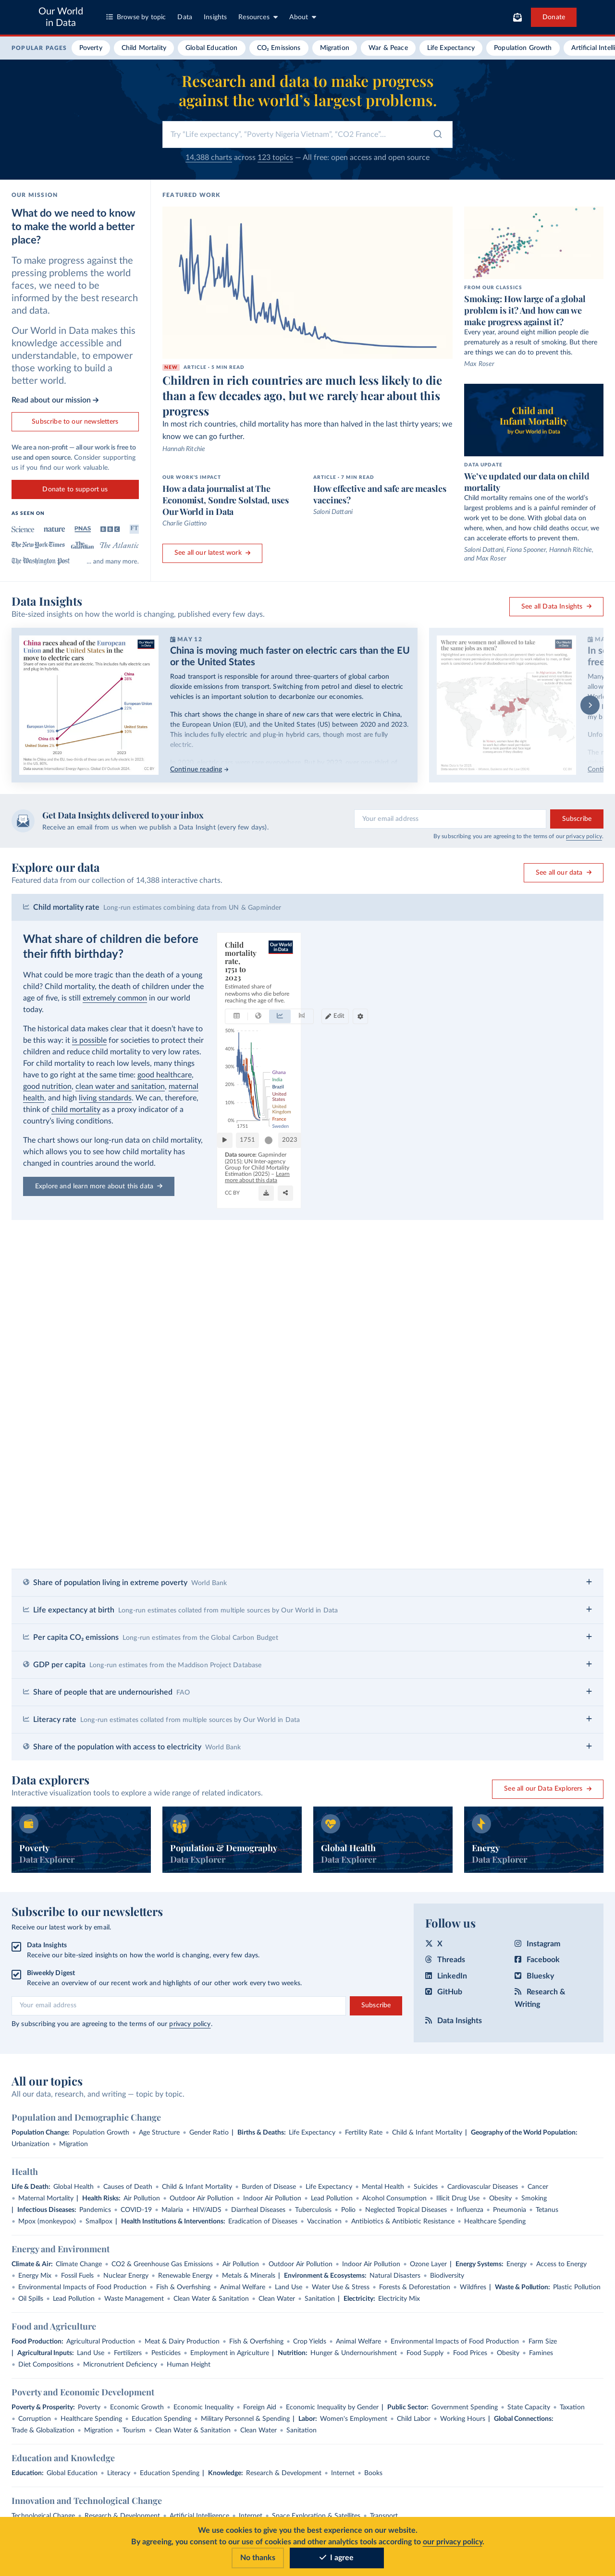 Our World
in Data
Browse by topic
Data
Insights
Resources
About
Donate
POPULAR PAGES
Poverty
Child Mortality
Global Education
CO₂ Emissions
Migration
War & Peace
Life Expectancy
Population Growth
Artificial Intelli
Research and data to make progress
against the world's largest problems.
Try "Life expectancy", "Poverty Nigeria Vietnam", "CO2 France"...
14,388 charts across 123 topics — All free: open access and open source
OUR MISSION
What do we need to know
to make the world a better
place?
To make progress against the
pressing problems the world
faces, we need to be
informed by the best research
and data.
Our World in Data makes this
knowledge accessible and
understandable, to empower
those working to build a
better world.
Read about our mission →
Subscribe to our newsletters
We are a non-profit — all our work is free to
use and open source. Consider supporting
us if you find our work valuable.
Donate to support us
AS SEEN ON
Science
nature
PNAS
BBC
FT
The New York Times
The Guardian
The Atlantic
The Washington Post
... and many more.
FEATURED WORK
NEW ARTICLE · 3 MIN READ
Children in rich countries are much less likely to die
than a few decades ago, but we rarely hear about this
progress
In most rich countries, child mortality has more than halved in the last thirty years; we
know we can go further.
Hannah Ritchie
OUR WORK'S IMPACT
How a data journalist at The
Economist, Sondre Solstad, uses
Our World in Data
Charlie Giattino
ARTICLE · 7 MIN READ
How effective and safe are measles
vaccines?
Saloni Dattani
See all our latest work →
FROM OUR CLASSICS
Smoking: How large of a global
problem is it? And how can we
make progress against it?
Every year, around eight million people die
prematurely as a result of smoking. But there
are things we can do to prevent this.
Max Roser
Child and
Infant Mortality
by Our World in Data
DATA UPDATE
We've updated our data on child
mortality
Child mortality remains one of the world's
largest problems and is a painful reminder of
work yet to be done. With global data on
where, when, and how child deaths occur, we
can accelerate efforts to prevent them.
Saloni Dattani, Fiona Spooner, Hannah Ritchie,
and Max Roser
Data Insights
Bite-sized insights on how the world is changing, published every few days.
See all Data Insights →
China races ahead of the European
Union and the United States in the
move to electric cars
MAY 12
China is moving much faster on electric cars than the EU
or the United States
Road transport is responsible for around three-quarters of global carbon
dioxide emissions from transport. Switching from petrol and diesel to electric
vehicles is an important solution to decarbonize our economies.
This chart shows the change in share of new cars that were electric in China,
the European Union (EU), and the United States (US) between 2020 and 2023.
This includes fully electric and plug-in hybrid cars, though most are fully
electric.
Continue reading →
Where are women not allowed to take
the same jobs as men?
Get Data Insights delivered to your inbox
Receive an email from us when we publish a Data Insight (every few days).
Your email address
Subscribe
By subscribing you are agreeing to the terms of our privacy policy.
Explore our data
Featured data from our collection of 14,388 interactive charts.
See all our data →
Child mortality rate Long-run estimates combining data from UN & Gapminder
What share of children die before
their fifth birthday?
What could be more tragic than the death of a young
child? Child mortality, the death of children under the
age of five, is still extremely common in our world
today.
The historical data makes clear that it doesn't have to
be this way: it is possible for societies to protect their
children and reduce child mortality to very low rates.
For child mortality to reach low levels, many things
have to go right at the same time: good healthcare,
good nutrition, clean water and sanitation, maternal
health, and high living standards. We can, therefore,
think of child mortality as a proxy indicator of a
country's living conditions.
The chart shows our long-run data on child mortality,
which allows you to see how child mortality has
changed in countries around the world.
Explore and learn more about this data →
Child
mortality
rate,
1751 to
2023
Our World
in Data
Estimated share of
newborns who die before
reaching the age of five.
Edit
50%
40%
30%
20%
10%
0%
Ghana
India
Brazil
United
States
United
Kingdom
France
Sweden
1751
1751
2023
Data source: Gapminder
(2015); UN Inter-agency
Group for Child Mortality
Estimation (2025) – Learn
more about this data
CC BY
Share of population living in extreme poverty World Bank
Life expectancy at birth Long-run estimates collated from multiple sources by Our World in Data
Per capita CO₂ emissions Long-run estimates from the Global Carbon Budget
GDP per capita Long-run estimates from the Maddison Project Database
Share of people that are undernourished FAO
Literacy rate Long-run estimates collated from multiple sources by Our World in Data
Share of the population with access to electricity World Bank
Data explorers
Interactive visualization tools to explore a wide range of related indicators.
See all our Data Explorers →
Poverty
Data Explorer
Population & Demography
Data Explorer
Global Health
Data Explorer
Energy
Data Explorer
Subscribe to our newsletters
Receive our latest work by email.
Data Insights
Receive our bite-sized insights on how the world is changing, every few days.
Biweekly Digest
Receive an overview of our recent work and highlights of our other work every two weeks.
Your email address
Subscribe
By subscribing you are agreeing to the terms of our privacy policy.
Follow us
X
Instagram
Threads
Facebook
LinkedIn
Bluesky
GitHub
Research &
Writing
Data Insights
All our topics
All our data, research, and writing — topic by topic.
Population and Demographic Change
Population Change: Population Growth • Age Structure • Gender Ratio | Births & Deaths: Life Expectancy • Fertility Rate • Child & Infant Mortality | Geography of the World Population:
Urbanization • Migration
Health
Life & Death: Global Health • Causes of Death • Child & Infant Mortality • Burden of Disease • Life Expectancy • Mental Health • Suicides • Cardiovascular Diseases • Cancer
• Maternal Mortality | Health Risks: Air Pollution • Outdoor Air Pollution • Indoor Air Pollution • Lead Pollution • Alcohol Consumption • Illicit Drug Use • Obesity • Smoking
| Infectious Diseases: Pandemics • COVID-19 • Malaria • HIV/AIDS • Diarrheal Diseases • Tuberculosis • Polio • Neglected Tropical Diseases • Influenza • Pneumonia • Tetanus
• Mpox (monkeypox) • Smallpox | Health Institutions & Interventions: Eradication of Diseases • Vaccination • Antibiotics & Antibiotic Resistance • Healthcare Spending
Energy and Environment
Climate & Air: Climate Change • CO2 & Greenhouse Gas Emissions • Air Pollution • Outdoor Air Pollution • Indoor Air Pollution • Ozone Layer | Energy Systems: Energy • Access to Energy
• Energy Mix • Fossil Fuels • Nuclear Energy • Renewable Energy • Metals & Minerals | Environment & Ecosystems: Natural Disasters • Biodiversity
• Environmental Impacts of Food Production • Fish & Overfishing • Animal Welfare • Land Use • Water Use & Stress • Forests & Deforestation • Wildfires | Waste & Pollution: Plastic Pollution
• Oil Spills • Lead Pollution • Waste Management • Clean Water & Sanitation • Clean Water • Sanitation | Electricity: Electricity Mix
Food and Agriculture
Food Production: Agricultural Production • Meat & Dairy Production • Fish & Overfishing • Crop Yields • Animal Welfare • Environmental Impacts of Food Production • Farm Size
| Agricultural Inputs: Land Use • Fertilizers • Pesticides • Employment in Agriculture | Nutrition: Hunger & Undernourishment • Food Supply • Food Prices • Obesity • Famines
• Diet Compositions • Micronutrient Deficiency • Human Height
Poverty and Economic Development
Poverty & Prosperity: Poverty • Economic Growth • Economic Inequality • Foreign Aid • Economic Inequality by Gender | Public Sector: Government Spending • State Capacity • Taxation
• Corruption • Healthcare Spending • Education Spending • Military Personnel & Spending | Labor: Women's Employment • Child Labor • Working Hours | Global Connections:
Trade & Globalization • Migration • Tourism • Clean Water & Sanitation • Clean Water • Sanitation
Education and Knowledge
Education: Global Education • Literacy • Education Spending | Knowledge: Research & Development • Internet • Books
Innovation and Technological Change
Technological Change • Research & Development • Artificial Intelligence • Internet • Space Exploration & Satellites • Transport
We use cookies to give you the best experience on our website.
By agreeing, you consent to our use of cookies and other analytics tools according to our privacy policy.
No thanks
I agree